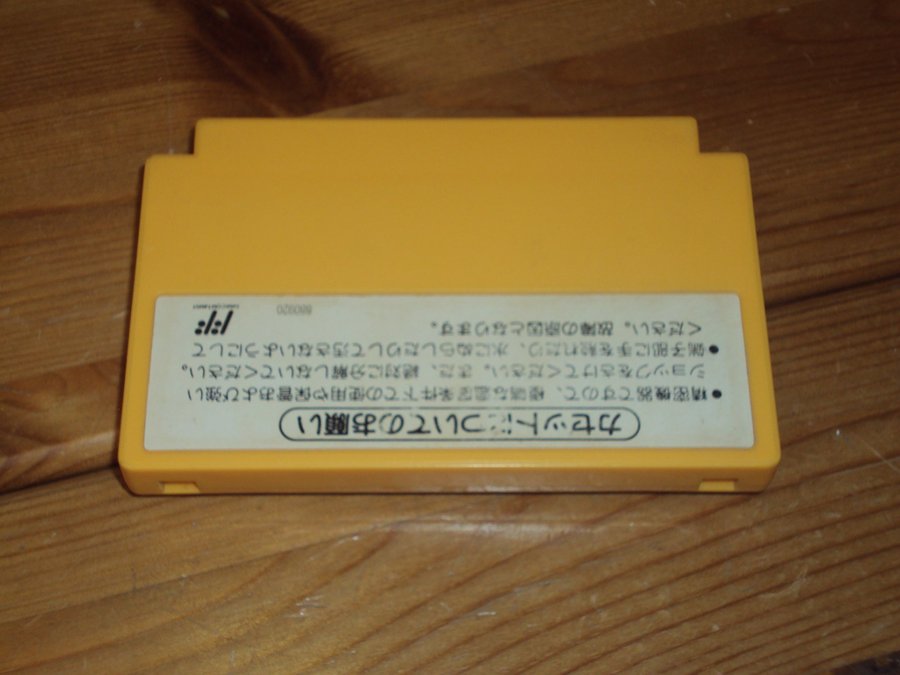 カセットについてのお願い
●精密機器ですので、極端な温度条件下での使用や保管および強い
ショックをさけてください。また、絶対に分解しないでください。
●端子部に手を触れたり、水にぬらしたりして汚さないようにして
ください。故障の原因となります。
880920